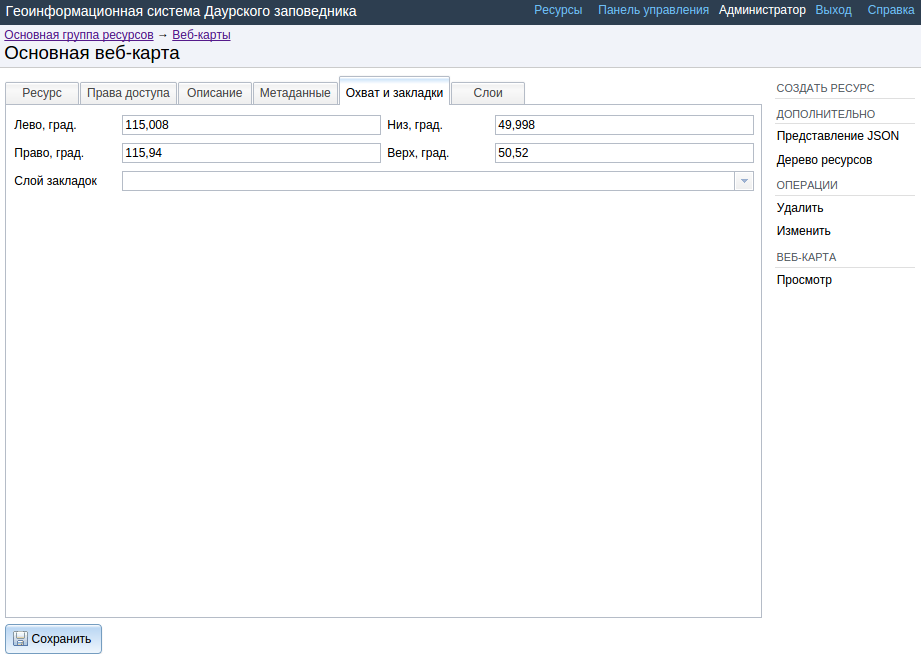 Геоинформационная система Даурского заповедника
Ресурсы Панель управления Администратор Выход Справка
Основная группа ресурсов → Веб-карты
Основная веб-карта
Ресурс Права доступа Описание Метаданные Охват и закладки Слои
Лево, град. 115,008 Низ, град. 49,998
Право, град. 115,94 Верх, град. 50,52
Слой закладок
Сохранить
СОЗДАТЬ РЕСУРС
ДОПОЛНИТЕЛЬНО
Представление JSON
Дерево ресурсов
ОПЕРАЦИИ
Удалить
Изменить
ВЕБ-КАРТА
Просмотр